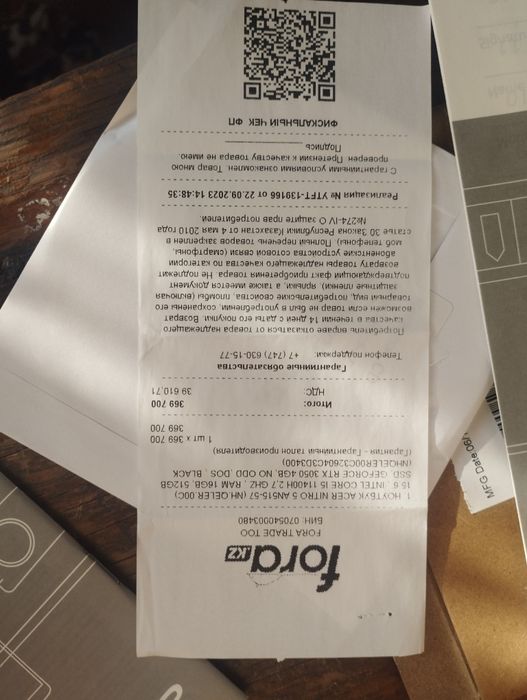 fora.kz
FORA TRADE TOO
БИН: 070540003480
1. НОУТБУК ACER NITRO 5 AN515-57 (NH.QELER.00C)
15.6 , INTEL CORE I5 11400H 2.7 GHZ , RAM 16GB, 512GB
SSD, GEFORCE RTX 3050 4GB, NO ODD, DOS , BLACK
(Гарантия - Гарантийный талон производителя)
1 шт x 369 700
369 700
Итого: 369 700
НДС: 39 610,71
Гарантийные обязательства
Телефон поддержки: +7 (747) 630-15-77
Потребитель вправе отказаться от товара надлежащего
качества в течении 14 дней с даты его покупки. Возврат
возможен если товар не был в употреблении, сохранены его
товарный вид, потребительские свойства, пломбы (включая
защитные пленки), ярлыки, а также имеется документ
подтверждающий факт приобретения товара. Не подлежит
возврату товары надлежащего качества по категории
абонентские устройства сотовой связи (смартфоны,
моб.телефоны). Полный перечень товаров закреплен в
статье 30 Закона Республики Казахстан от 4 мая 2010 года
№274-IV О защите прав потребителей.
Реализация № YTFT-139166 от 22.09.2023 14:48:35
С гарантийными условиями ознакомлен. Товар мною
проверен. Претензий к качеству товара не имею.
Подпись
ФИСКАЛЬНЫЙ ЧЕК ФП
MFG Date:06/